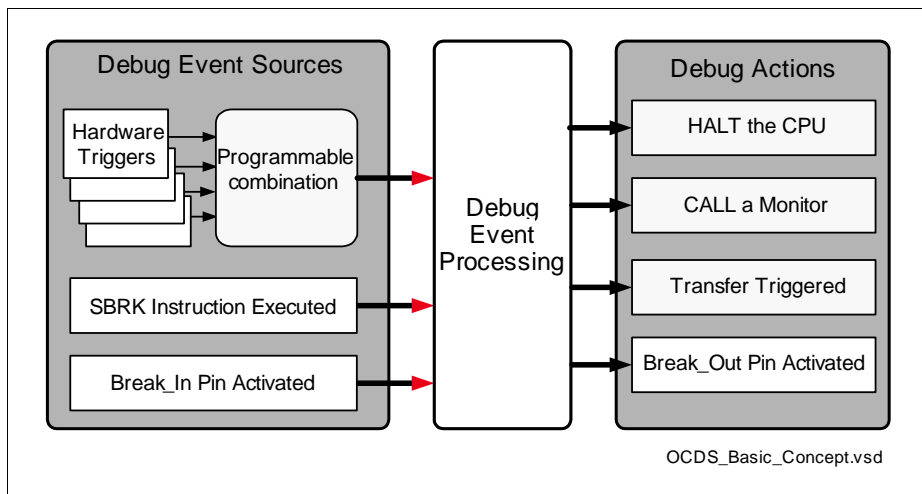 Debug Event Sources
Hardware
Triggers
Programmable
combination
SBRK Instruction Executed
Break_In Pin Activated
Debug
Event
Processing
Debug Actions
HALT the CPU
CALL a Monitor
Transfer Triggered
Break_Out Pin Activated
OCDS_Basic_Concept.vsd